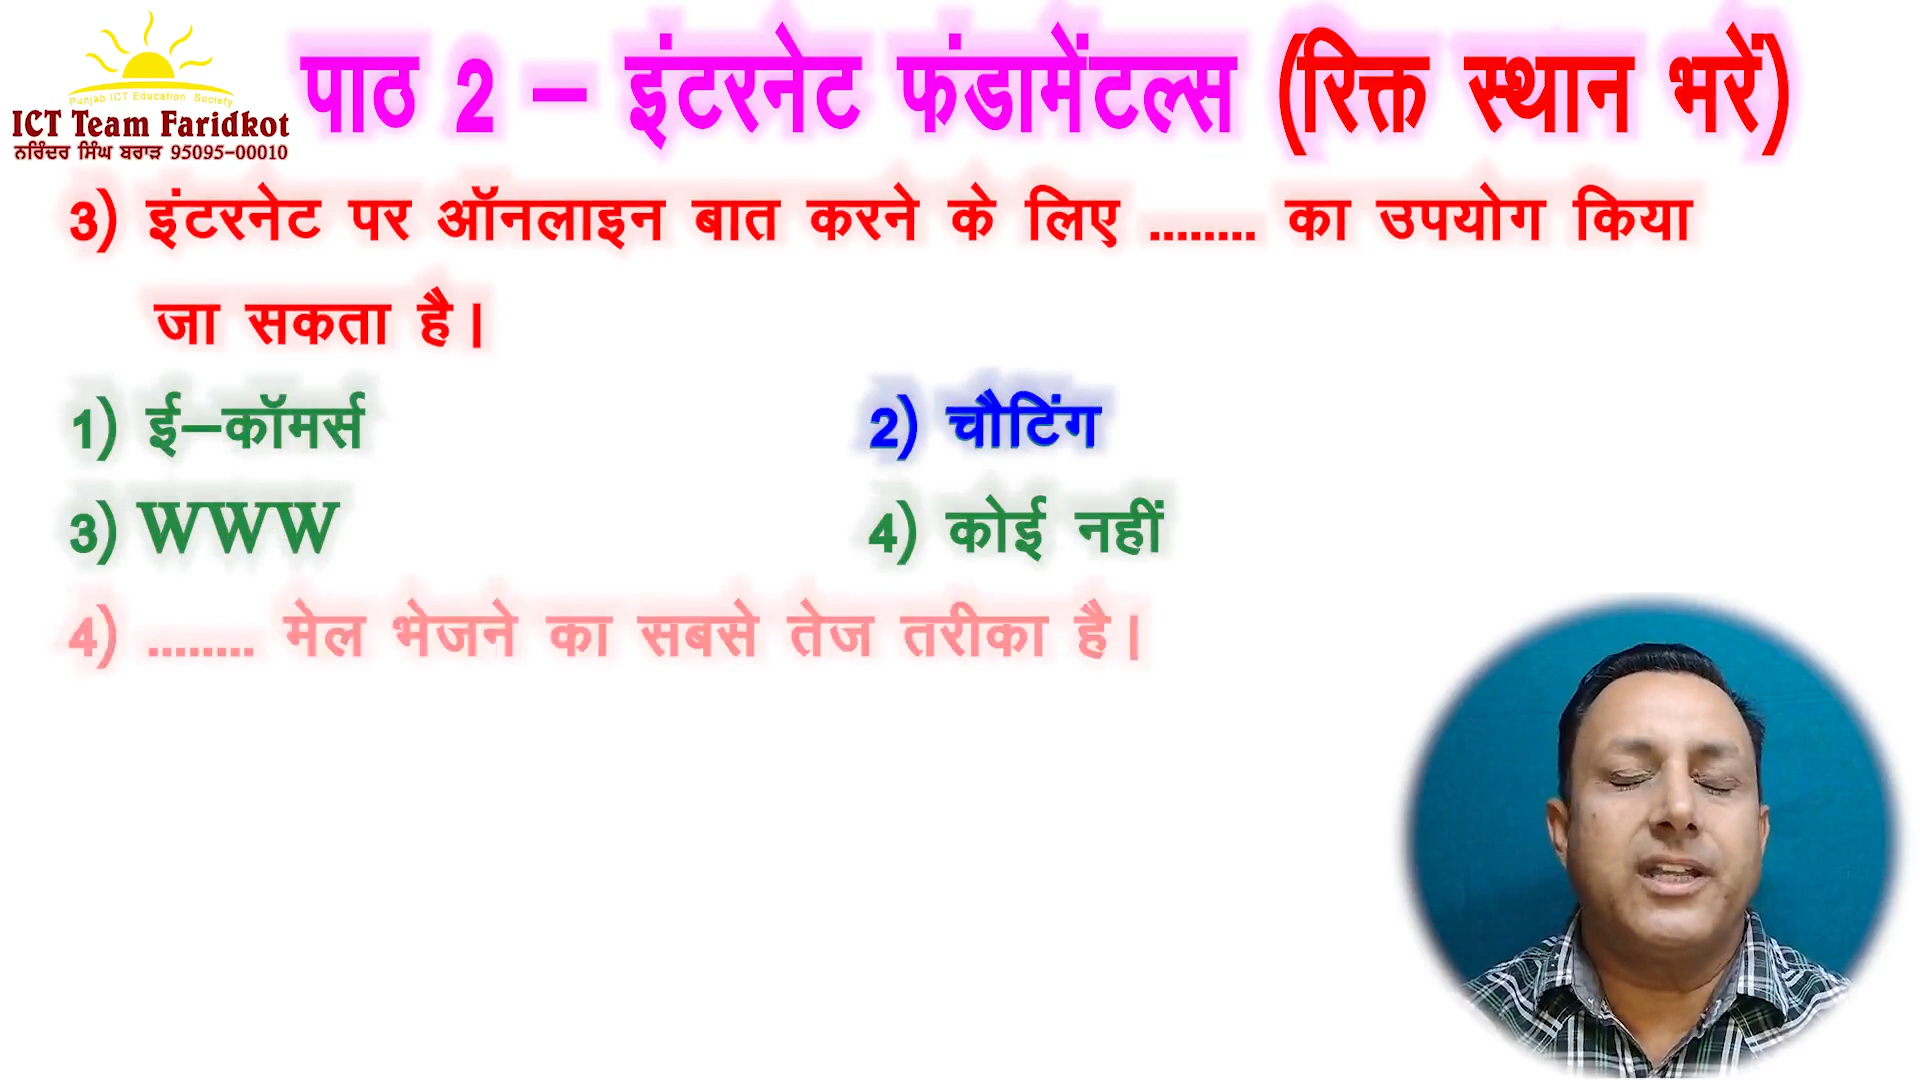 Punjab ICT Education Society
ICT Team Faridkot
ਨਰਿੰਦਰ ਸਿੰਘ ਬਰਾੜ 95095-00010
पाठ 2 – इंटरनेट फंडामेंटल्स (रिक्त स्थान भरें)
3) इंटरनेट पर ऑनलाइन बात करने के लिए ........ का उपयोग किया
जा सकता है।
1) ई–कॉमर्स 2) चौटिंग
3) WWW 4) कोई नहीं
4) ........ मेल भेजने का सबसे तेज तरीका है।